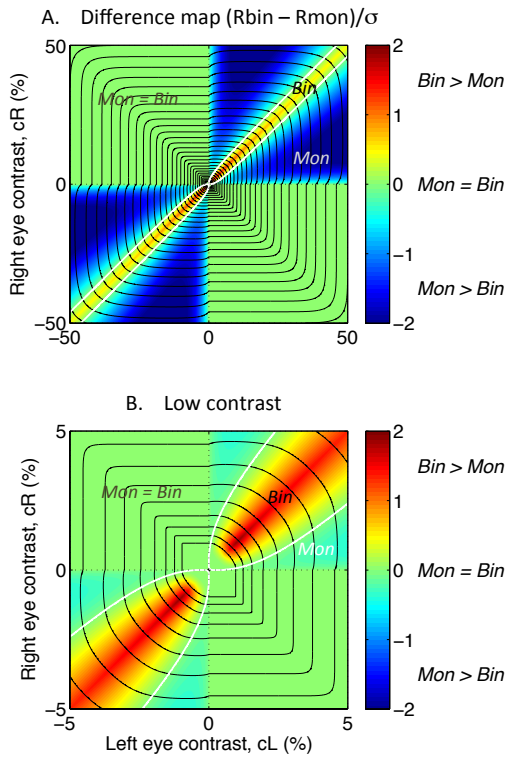 A. Difference map (Rbin – Rmon)/σ
Right eye contrast, cR (%)
50
0
−50
−50
0
50
Mon = Bin
Bin
Mon
2
1
0
−1
−2
Bin > Mon
Mon = Bin
Mon > Bin
B. Low contrast
Right eye contrast, cR (%)
5
0
−5
−5
0
5
Left eye contrast, cL (%)
Mon = Bin
Bin
Mon
2
1
0
−1
−2
Bin > Mon
Mon = Bin
Mon > Bin